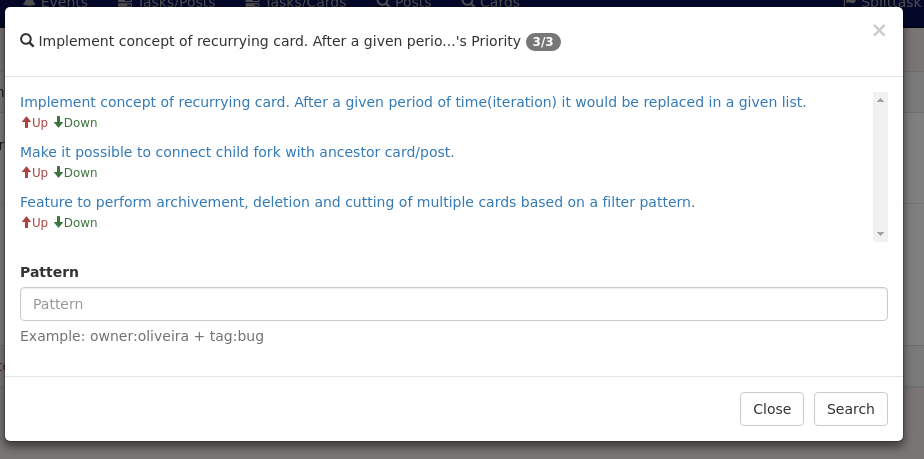 Events Tasks/Posts Tasks/Cards Posts Cards Splittask
Implement concept of recurrying card. After a given perio...'s Priority 3/3
×
Implement concept of recurrying card. After a given period of time(iteration) it would be replaced in a given list.
Up Down
Make it possible to connect child fork with ancestor card/post.
Up Down
Feature to perform archivement, deletion and cutting of multiple cards based on a filter pattern.
Up Down
Pattern
Pattern
Example: owner:oliveira + tag:bug
Close Search